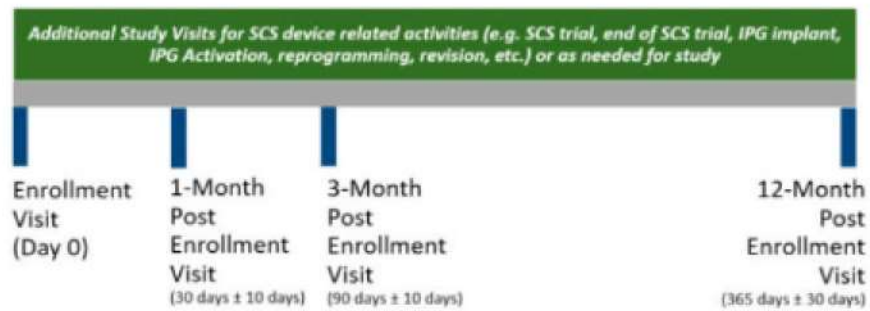 Additional Study Visits for SCS device related activities (e.g. SCS trial, end of SCS trial, IPG implant,
IPG Activation, reprogramming, revision, etc.) or as needed for study
Enrollment
Visit
(Day 0)
1-Month
Post
Enrollment
Visit
(30 days ± 10 days)
3-Month
Post
Enrollment
Visit
(90 days ± 10 days)
12-Month
Post
Enrollment
Visit
(365 days ± 30 days)